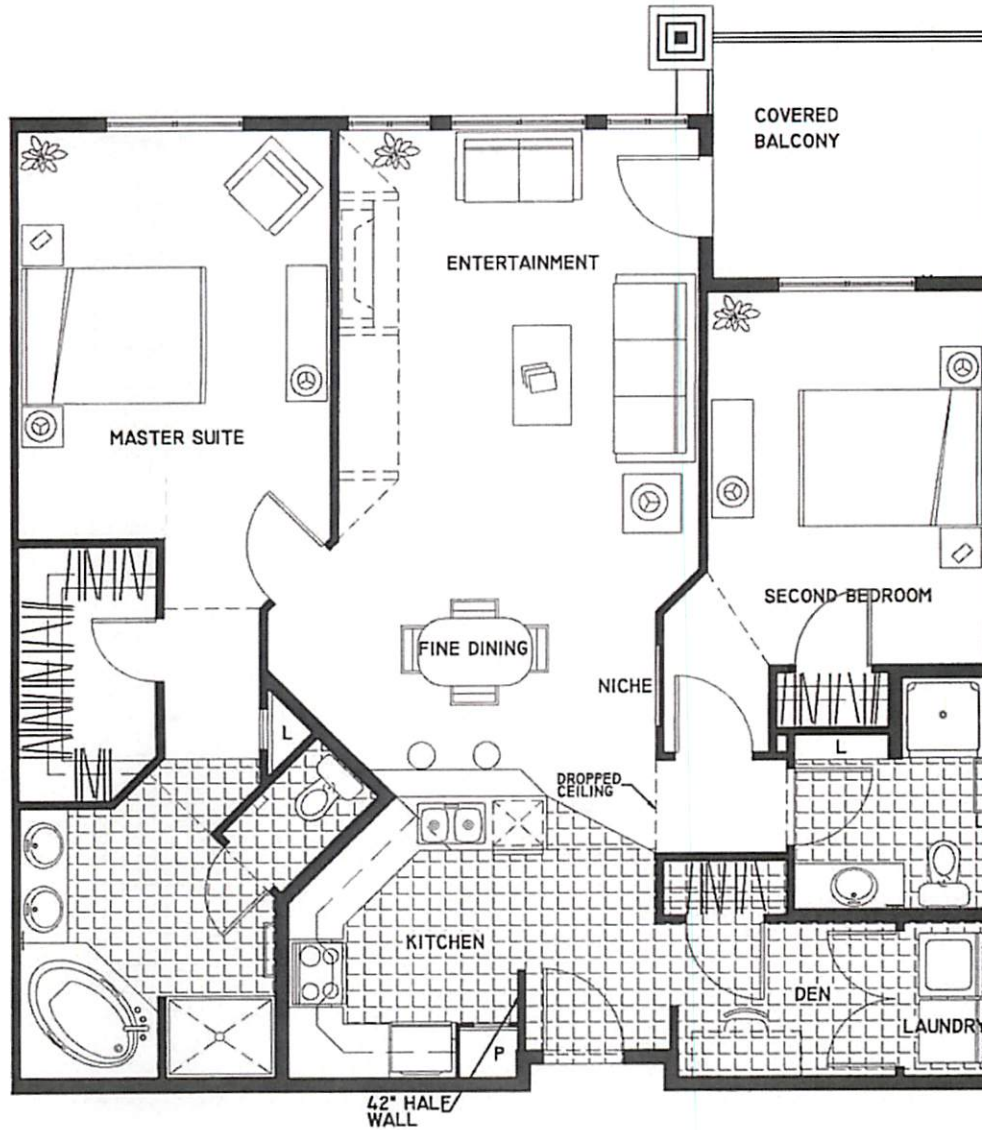 COVERED
BALCONY
ENTERTAINMENT
MASTER SUITE
SECOND BEDROOM
FINE DINING
NICHE
L
L
DROPPED
CEILING
KITCHEN
DEN
LAUNDRY
P
42" HALF
WALL